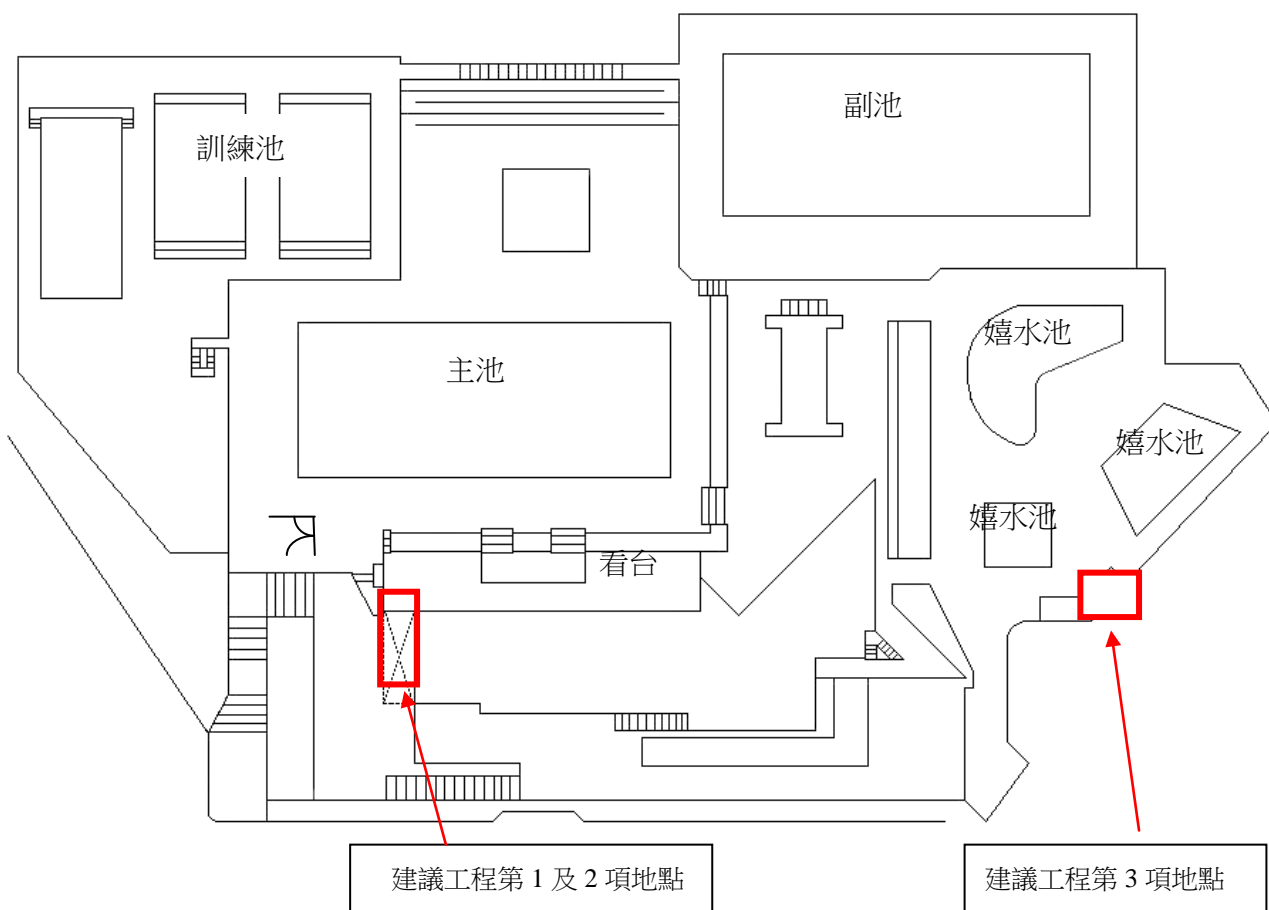 副池
訓練池
嬉水池
主池
嬉水池
嬉水池
看台
建議工程第 1 及 2 項地點
建議工程第 3 項地點